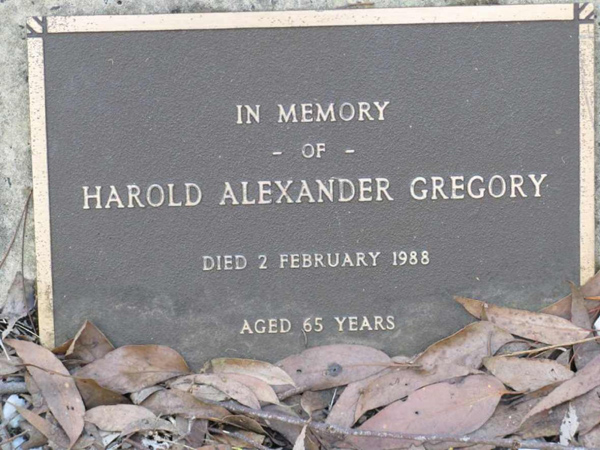 IN MEMORY
- OF -
HAROLD ALEXANDER GREGORY
DIED 2 FEBRUARY 1988
AGED 65 YEARS